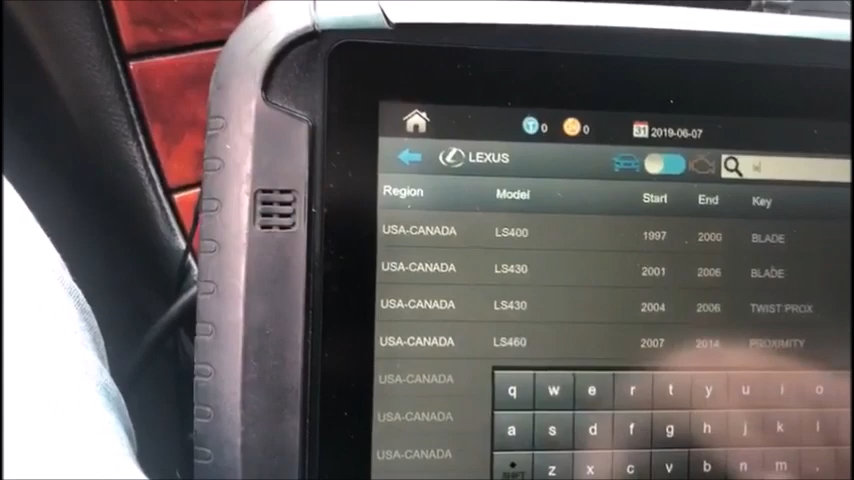 0 0 31 2019-06-07
LEXUS
Region Model Start End Key
USA-CANADA LS400 1997 2000 BLADE
USA-CANADA LS430 2001 2006 BLADE
USA-CANADA LS430 2004 2006 TWIST PROX
USA-CANADA LS460 2007 2014 PROXIMITY
USA-CANADA
q w e r t y u i o
USA-CANADA
a s d f g h j k l
USA-CANADA
z x c v b n m .